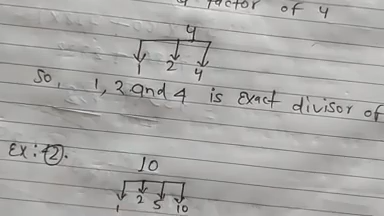 factor of 4
4
1 2 4
So, 1, 2 and 4 is exact divisor of
Ex: 2.
10
1 2 5 10